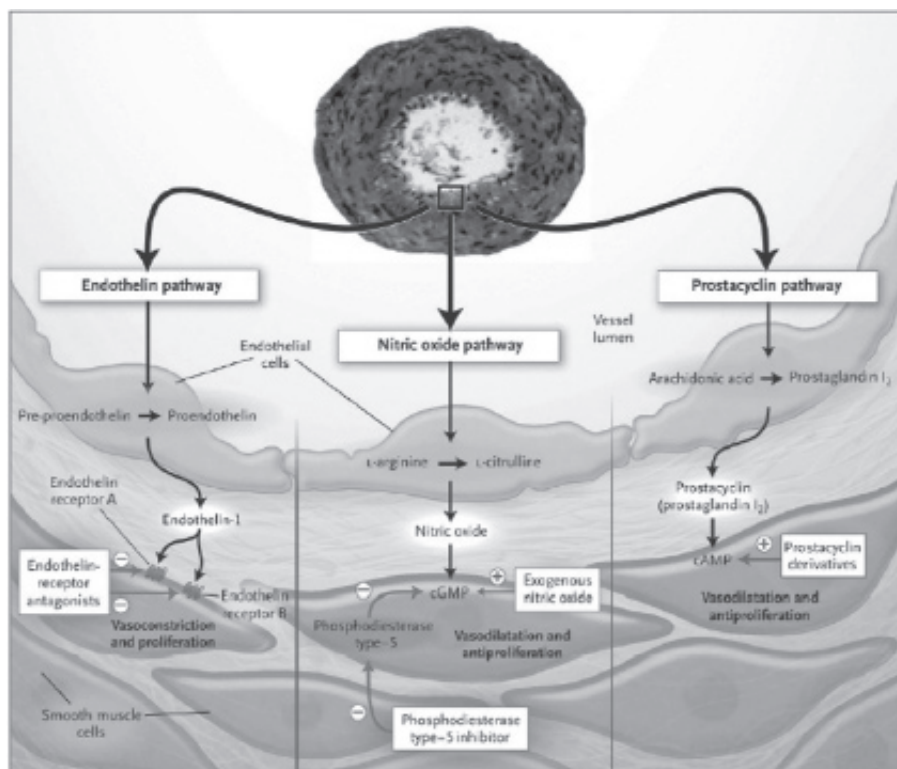 Endothelin pathway
Nitric oxide pathway
Prostacyclin pathway
Vessel
lumen
Endothelial
cells
Pre-proendothelin → Proendothelin
L-arginine → L-citrulline
Arachidonic acid → Prostaglandin I₂
Endothelin
receptor A
Endothelin-1
Nitric oxide
Prostacyclin
(prostaglandin I₂)
Endothelin-
receptor
antagonists
−
−
Endothelin
receptor B
Vasoconstriction
and proliferation
−
cGMP
+
Exogenous
nitric oxide
Phosphodiesterase
type-5
Vasodilatation and
antiproliferation
cAMP
+
Prostacyclin
derivatives
Vasodilatation and
antiproliferation
Smooth muscle
cells
−
Phosphodiesterase
type-5 inhibitor